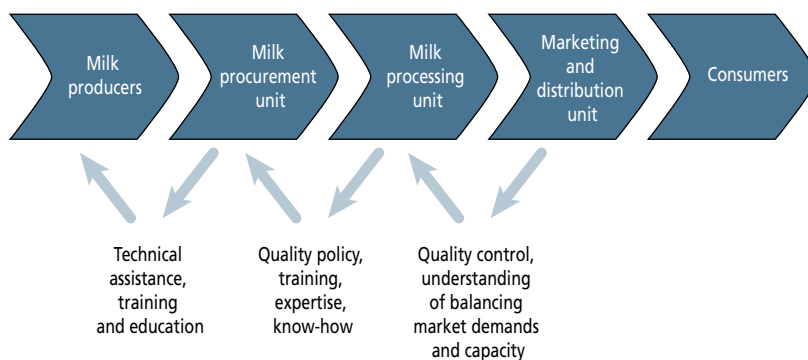 Milk
producers
Milk
procurement
unit
Milk
processing
unit
Marketing
and
distribution
unit
Consumers
Technical
assistance,
training
and education
Quality policy,
training,
expertise,
know-how
Quality control,
understanding
of balancing
market demands
and capacity